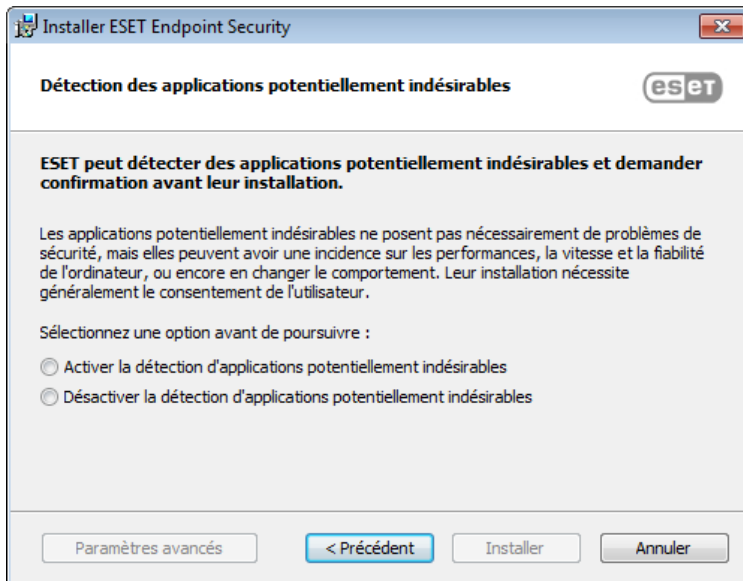 Installer ESET Endpoint Security
Détection des applications potentiellement indésirables
eseT
ESET peut détecter des applications potentiellement indésirables et demander
confirmation avant leur installation.
Les applications potentiellement indésirables ne posent pas nécessairement de problèmes de
sécurité, mais elles peuvent avoir une incidence sur les performances, la vitesse et la fiabilité
de l'ordinateur, ou encore en changer le comportement. Leur installation nécessite
généralement le consentement de l'utilisateur.
Sélectionnez une option avant de poursuivre :
Activer la détection d'applications potentiellement indésirables
Désactiver la détection d'applications potentiellement indésirables
Paramètres avancés
< Précédent
Installer
Annuler